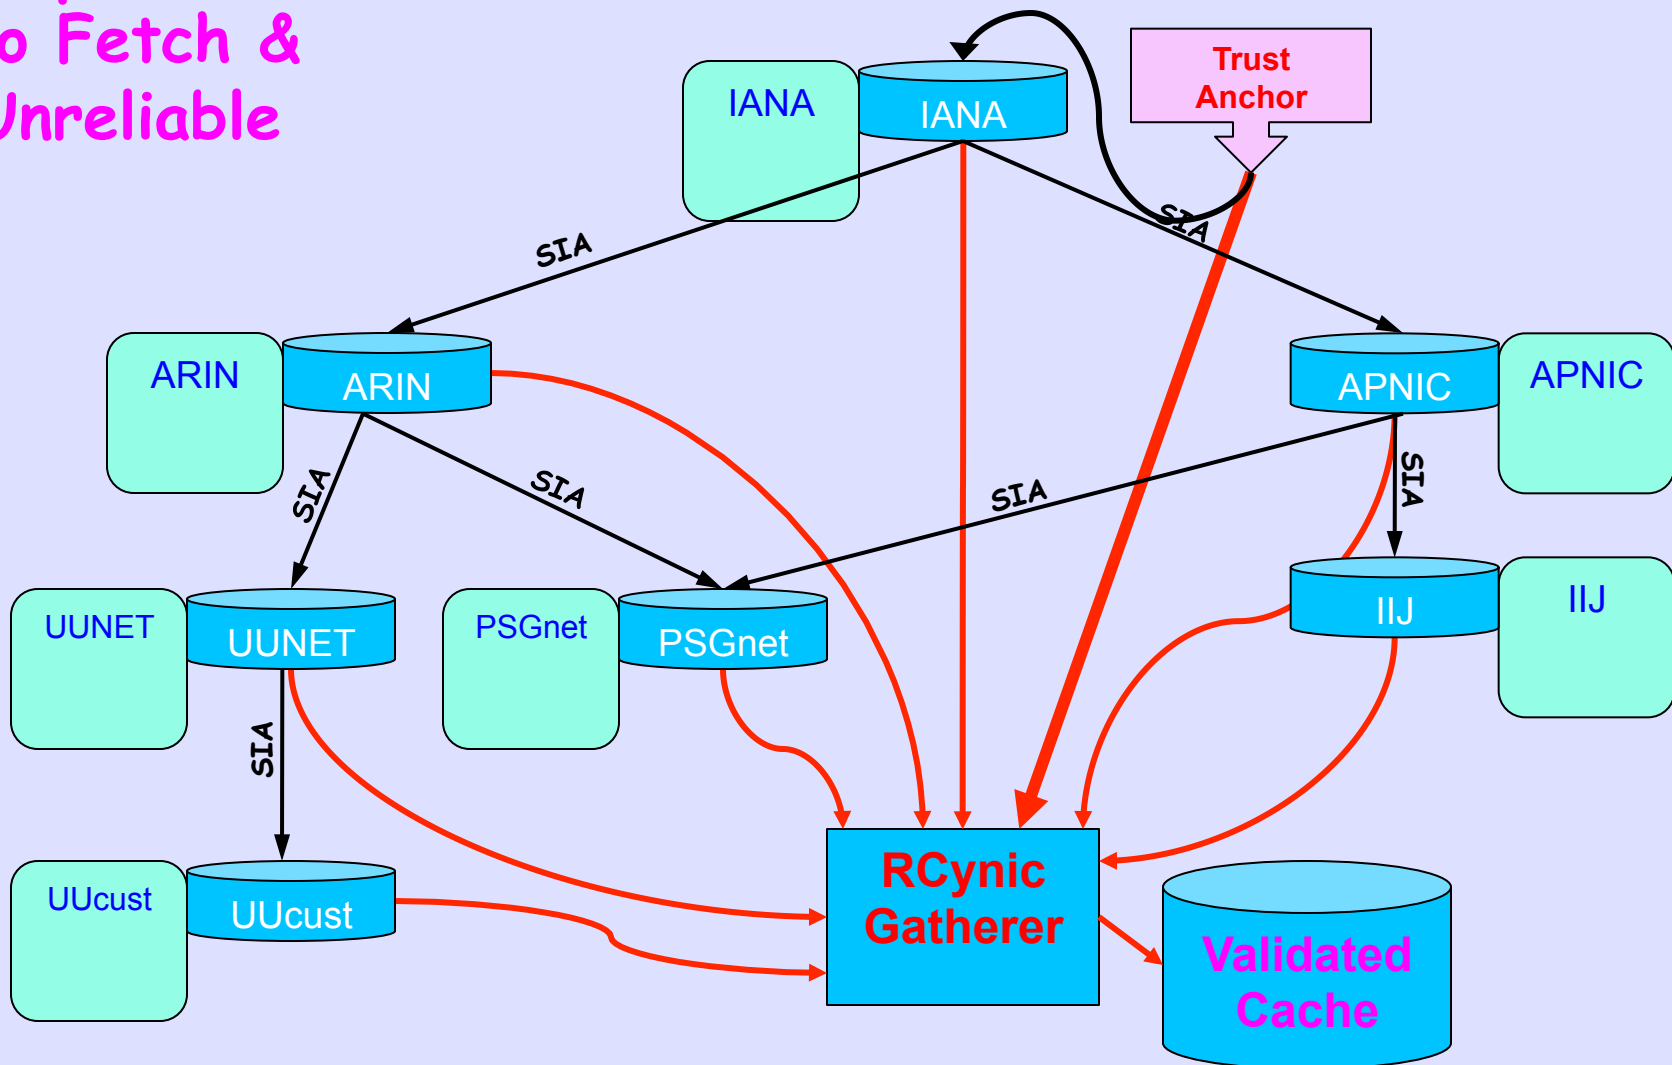 o Fetch &
Unreliable
Trust
Anchor
IANA
IANA
SIA
SIA
ARIN
ARIN
APNIC
APNIC
SIA
SIA
SIA
SIA
UUNET
UUNET
PSGnet
PSGnet
IIJ
IIJ
SIA
UUcust
UUcust
RCynic
Gatherer
Validated
Cache